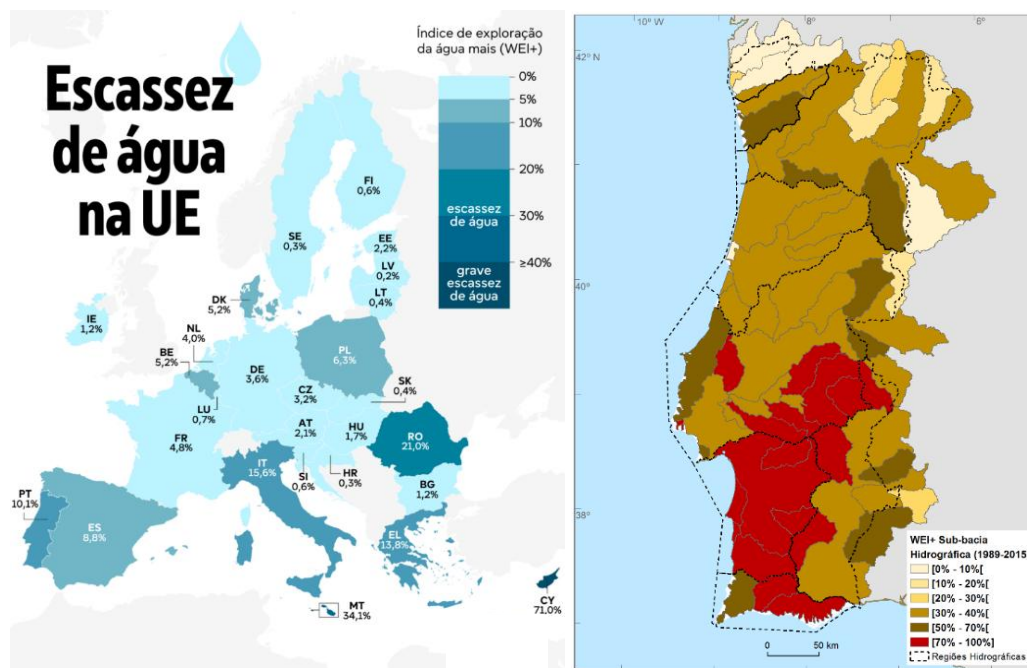 Escassez
de água
na UE
Índice de exploração
da água mais (WEI+)
0%
5%
10%
20%
escassez
de água
30%
≥40%
grave
escassez
de água
FI
0,6%
SE
0,3%
EE
2,2%
LV
0,2%
LT
0,4%
DK
5,2%
IE
1,2%
NL
4,0%
BE
5,2%
PL
6,3%
DE
3,6%
LU
0,7%
CZ
3,2%
SK
0,4%
FR
4,8%
AT
2,1%
HU
1,7%
RO
21,0%
IT
15,6%
SI
0,6%
HR
0,3%
BG
1,2%
PT
10,1%
ES
8,8%
EL
13,8%
MT
34,1%
CY
71,0%
10°W
8°
6°
42°N
40°
38°
WEI+ Sub-bacia
Hidrográfica (1989-2015
[0% - 10%[
[10% - 20%[
[20% - 30%[
[30% - 40%[
[50% - 70%[
[70% - 100%]
Regiões Hidrográficas
0 50 km